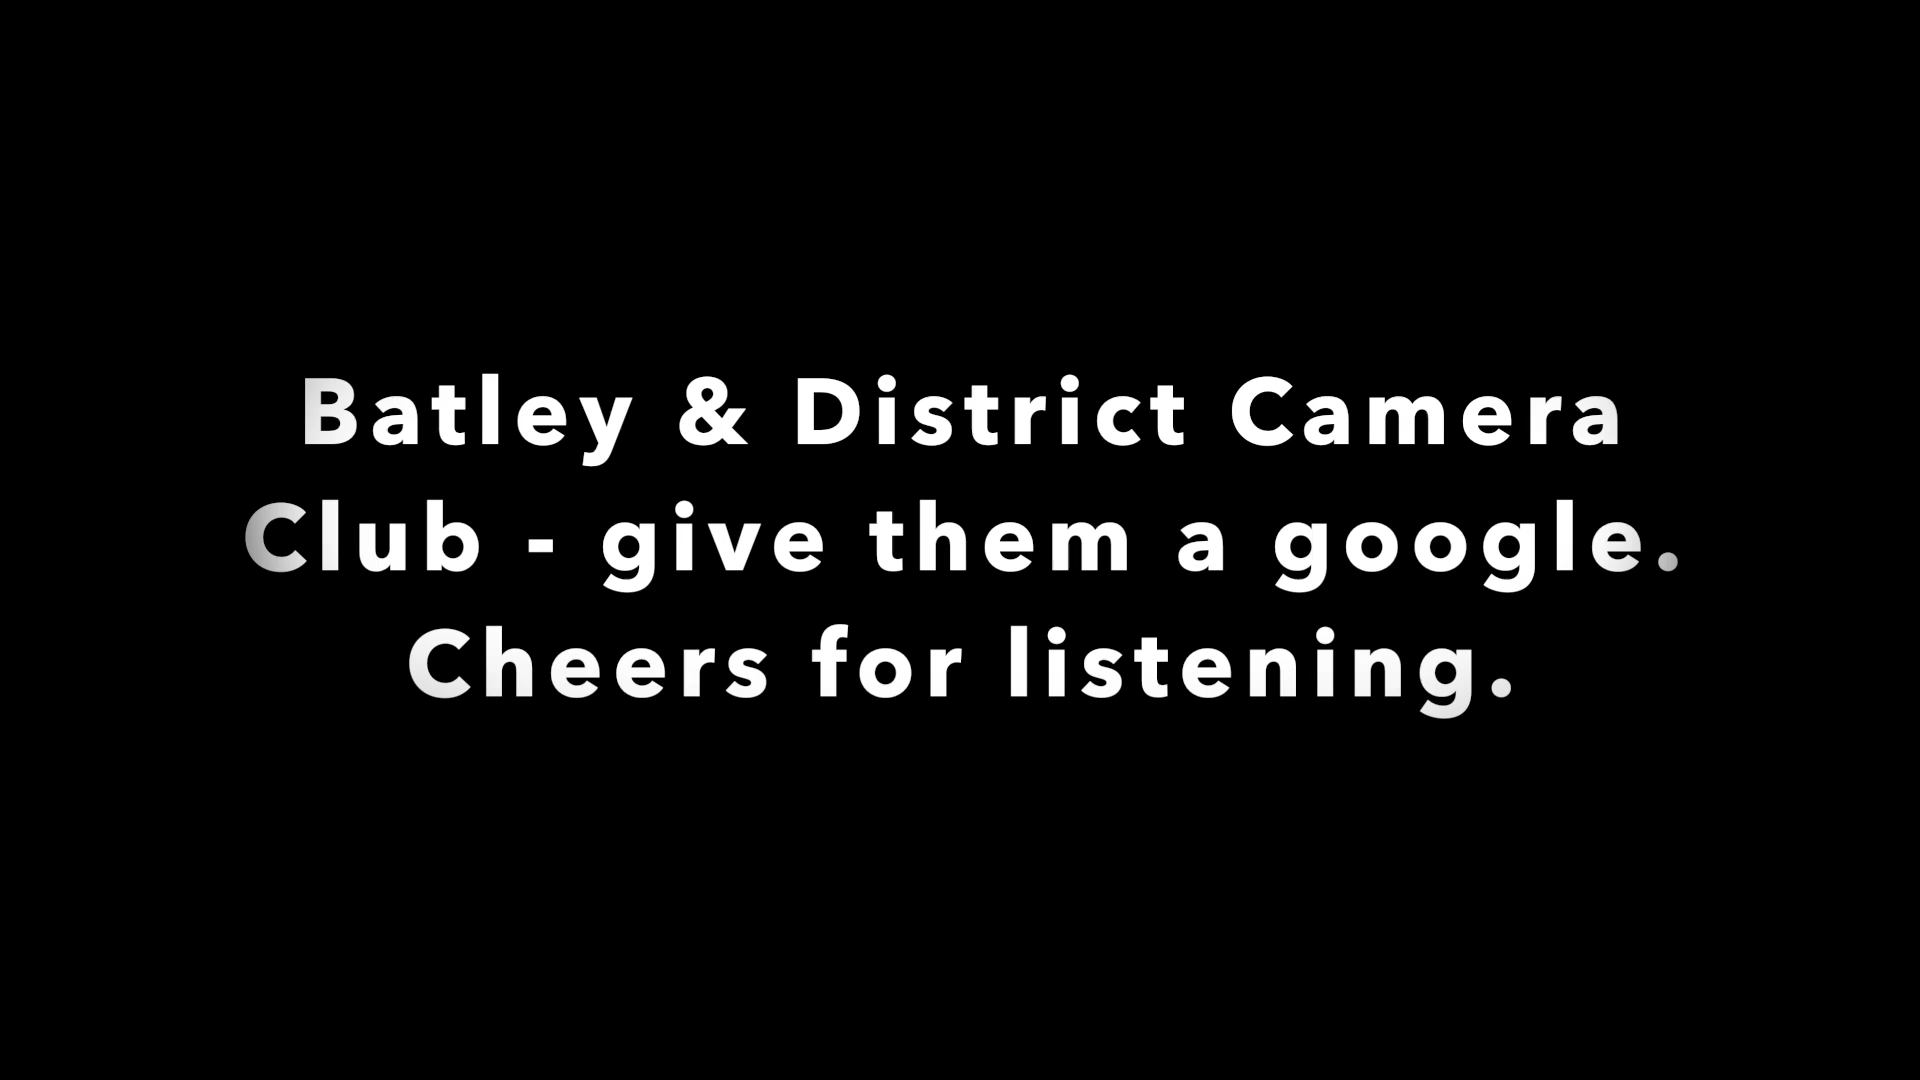 Batley & District Camera
Club - give them a google.
Cheers for listening.